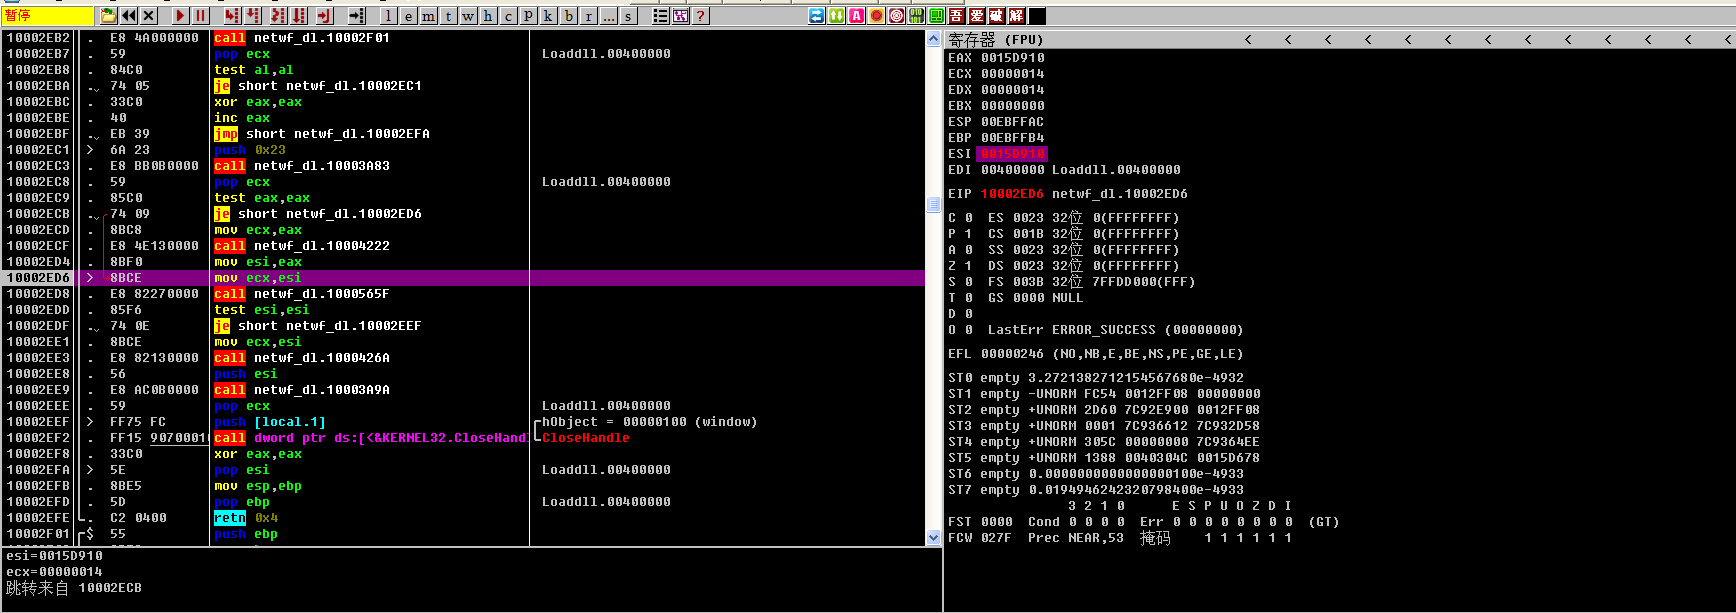 暂停 l e m t w h c p k b r ... s ? 吾 爱 破 解
10002EB2 . E8 4A000000 call netwf_dl.10002F01
10002EB7 . 59 pop ecx Loaddll.00400000
10002EB8 . 84C0 test al,al
10002EBA . 74 05 je short netwf_dl.10002EC1
10002EBC . 33C0 xor eax,eax
10002EBE . 40 inc eax
10002EBF . EB 39 jmp short netwf_dl.10002EFA
10002EC1 > 6A 23 push 0x23
10002EC3 . E8 BB0B0000 call netwf_dl.10003A83
10002EC8 . 59 pop ecx Loaddll.00400000
10002EC9 . 85C0 test eax,eax
10002ECB . 74 09 je short netwf_dl.10002ED6
10002ECD . 8BC8 mov ecx,eax
10002ECF . E8 4E130000 call netwf_dl.10004222
10002ED4 . 8BF0 mov esi,eax
10002ED6 > 8BCE mov ecx,esi
10002ED8 . E8 82270000 call netwf_dl.1000565F
10002EDD . 85F6 test esi,esi
10002EDF . 74 0E je short netwf_dl.10002EEF
10002EE1 . 8BCE mov ecx,esi
10002EE3 . E8 82130000 call netwf_dl.1000426A
10002EE8 . 56 push esi
10002EE9 . E8 AC0B0000 call netwf_dl.10003A9A
10002EEE . 59 pop ecx Loaddll.00400000
10002EEF > FF75 FC push [local.1] hObject = 00000100 (window)
10002EF2 . FF15 9070001 call dword ptr ds:[<&KERNEL32.CloseHand CloseHandle
10002EF8 . 33C0 xor eax,eax
10002EFA > 5E pop esi Loaddll.00400000
10002EFB . 8BE5 mov esp,ebp
10002EFD . 5D pop ebp Loaddll.00400000
10002EFE . C2 0400 retn 0x4
10002F01 $ 55 push ebp
esi=0015D910
ecx=00000014
跳转来自 10002ECB
寄存器 (FPU) < < < < < < < < < < < < <
EAX 0015D910
ECX 00000014
EDX 00000014
EBX 00000000
ESP 00EBFFAC
EBP 00EBFFB4
ESI 0015D910
EDI 00400000 Loaddll.00400000
EIP 10002ED6 netwf_dl.10002ED6
C 0 ES 0023 32位 0(FFFFFFFF)
P 1 CS 001B 32位 0(FFFFFFFF)
A 0 SS 0023 32位 0(FFFFFFFF)
Z 1 DS 0023 32位 0(FFFFFFFF)
S 0 FS 003B 32位 7FFDD000(FFF)
T 0 GS 0000 NULL
D 0
O 0 LastErr ERROR_SUCCESS (00000000)
EFL 00000246 (NO,NB,E,BE,NS,PE,GE,LE)
ST0 empty 3.2721382712154567680e-4932
ST1 empty -UNORM FC54 0012FF08 00000000
ST2 empty +UNORM 2D60 7C92E900 0012FF08
ST3 empty +UNORM 0001 7C936612 7C932D58
ST4 empty +UNORM 305C 00000000 7C9364EE
ST5 empty +UNORM 1388 0040304C 0015D678
ST6 empty 0.0000000000000000100e-4933
ST7 empty 0.0194946242320798400e-4933
3 2 1 0 E S P U O Z D I
FST 0000 Cond 0 0 0 0 Err 0 0 0 0 0 0 0 0 (GT)
FCW 027F Prec NEAR,53 掩码 1 1 1 1 1 1